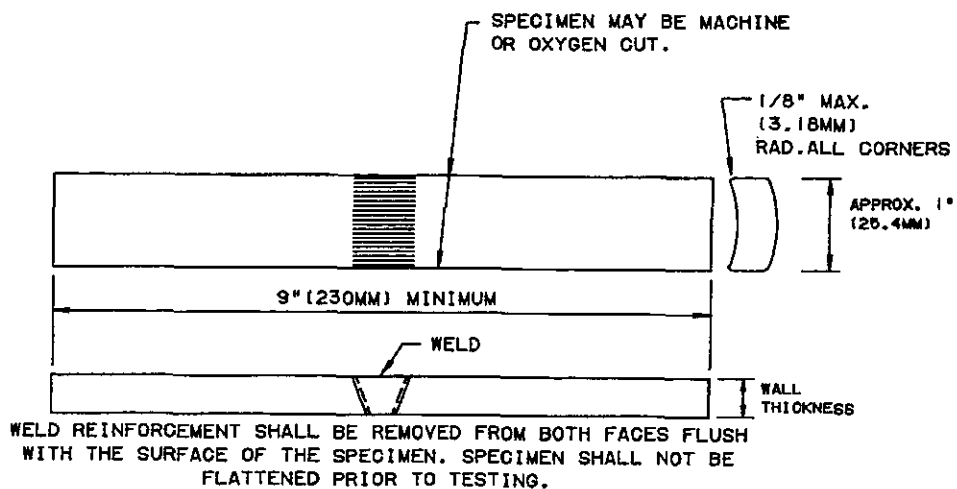 SPECIMEN MAY BE MACHINE
OR OXYGEN CUT.
1/8" MAX.
(3.18MM)
RAD.ALL CORNERS
APPROX. 1"
(25.4MM)
9"(230MM) MINIMUM
WELD
WALL
THICKNESS
WELD REINFORCEMENT SHALL BE REMOVED FROM BOTH FACES FLUSH
WITH THE SURFACE OF THE SPECIMEN. SPECIMEN SHALL NOT BE
FLATTENED PRIOR TO TESTING.